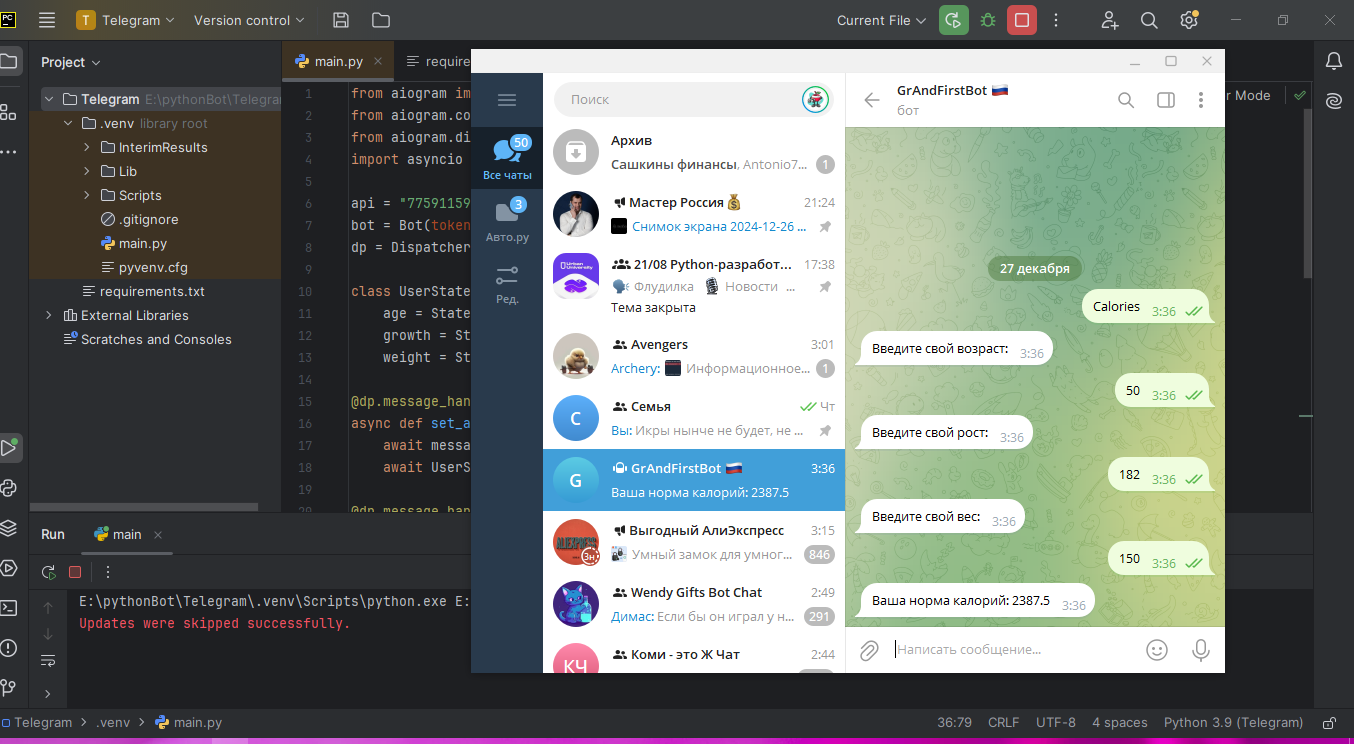 PC
T Telegram Version control Current File
Project
main.py
require
r Mode
Telegram E:\pythonBot\Telegra
.venv library root
InterimResults
Lib
Scripts
.gitignore
main.py
pyvenv.cfg
requirements.txt
External Libraries
Scratches and Consoles
1 from aiogram im
2 from aiogram.co
3 from aiogram.di
4 import asyncio
5
6 api = "77591159
7 bot = Bot(token
8 dp = Dispatcher
9
10 class UserState
11 age = State
12 growth = St
13 weight = St
14
15 @dp.message_han
16 async def set_a
17 await messa
18 await UserS
19
20 @dp.message_han
50
Все чаты
3
Авто.ру
Ред.
Поиск
Архив
Сашкины финансы, Antonio7... 1
Мастер Россия 21:24
Снимок экрана 2024-12-26 ...
Urban University
21/08 Python-разработ... 17:38
Флудилка Новости ...
Тема закрыта
Avengers 3:01
Archery: Информационное... 1
С
Семья Чт
Вы: Икры нынче не будет, не ...
G
GrAndFirstBot 3:36
Ваша норма калорий: 2387.5
ALIEXPRESS
Выгодный АлиЭкспресс 3:15
Умный замок для умног... 846
Wendy Gifts Bot Chat 2:49
Димас: Если бы он играл у н... 291
КЧ
Коми - это Ж Чат 2:44
GrAndFirstBot
бот
27 декабря
Calories 3:36
Введите свой возраст: 3:36
50 3:36
Введите свой рост: 3:36
182 3:36
Введите свой вес: 3:36
150 3:36
Ваша норма калорий: 2387.5 3:36
Написать сообщение...
Run main
E:\pythonBot\Telegram\.venv\Scripts\python.exe E:
Updates were skipped successfully.
Telegram > .venv > main.py
36:79 CRLF UTF-8 4 spaces Python 3.9 (Telegram)